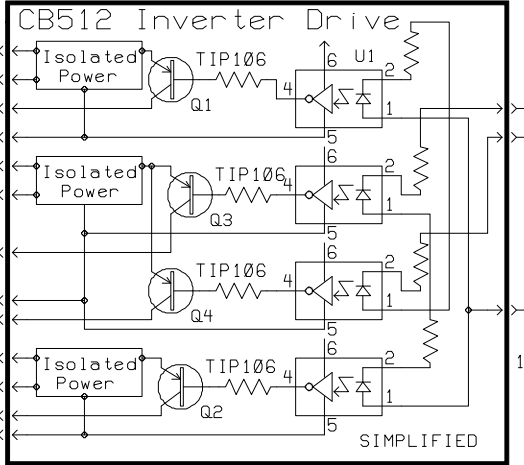 CB512 Inverter Drive
Isolated
Power
TIP106
Q1
4
6
U1
2
1
5
Isolated
Power
TIP106
Q3
4
6
2
1
5
TIP106
Q4
4
6
2
1
5
Isolated
Power
TIP106
Q2
4
6
2
1
5
1
SIMPLIFIED